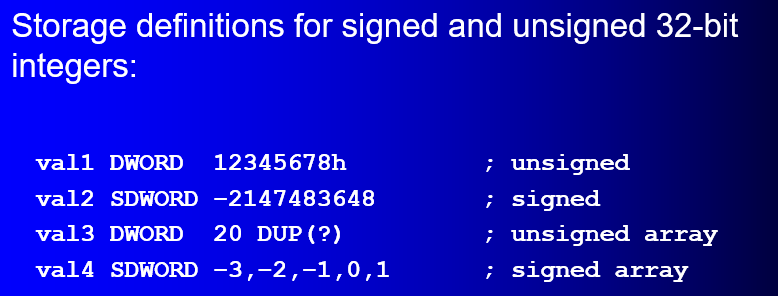 Storage definitions for signed and unsigned 32-bit
integers:
val1 DWORD 12345678h ; unsigned
val2 SDWORD –2147483648 ; signed
val3 DWORD 20 DUP(?) ; unsigned array
val4 SDWORD –3,–2,–1,0,1 ; signed array